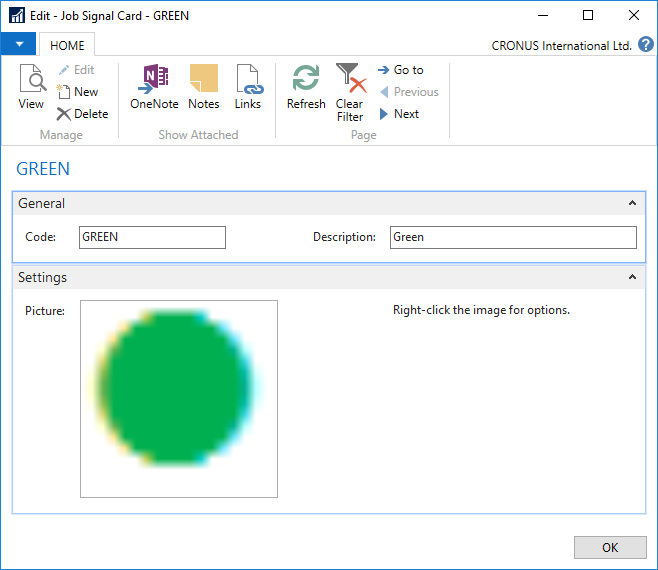 Edit - Job Signal Card - GREEN
HOME
CRONUS International Ltd.
?
View
Edit
New
Delete
Manage
OneNote
Notes
Links
Show Attached
Refresh
Clear
Filter
Go to
Previous
Next
Page
GREEN
General
Code:
GREEN
Description:
Green
Settings
Picture:
Right-click the image for options.
OK